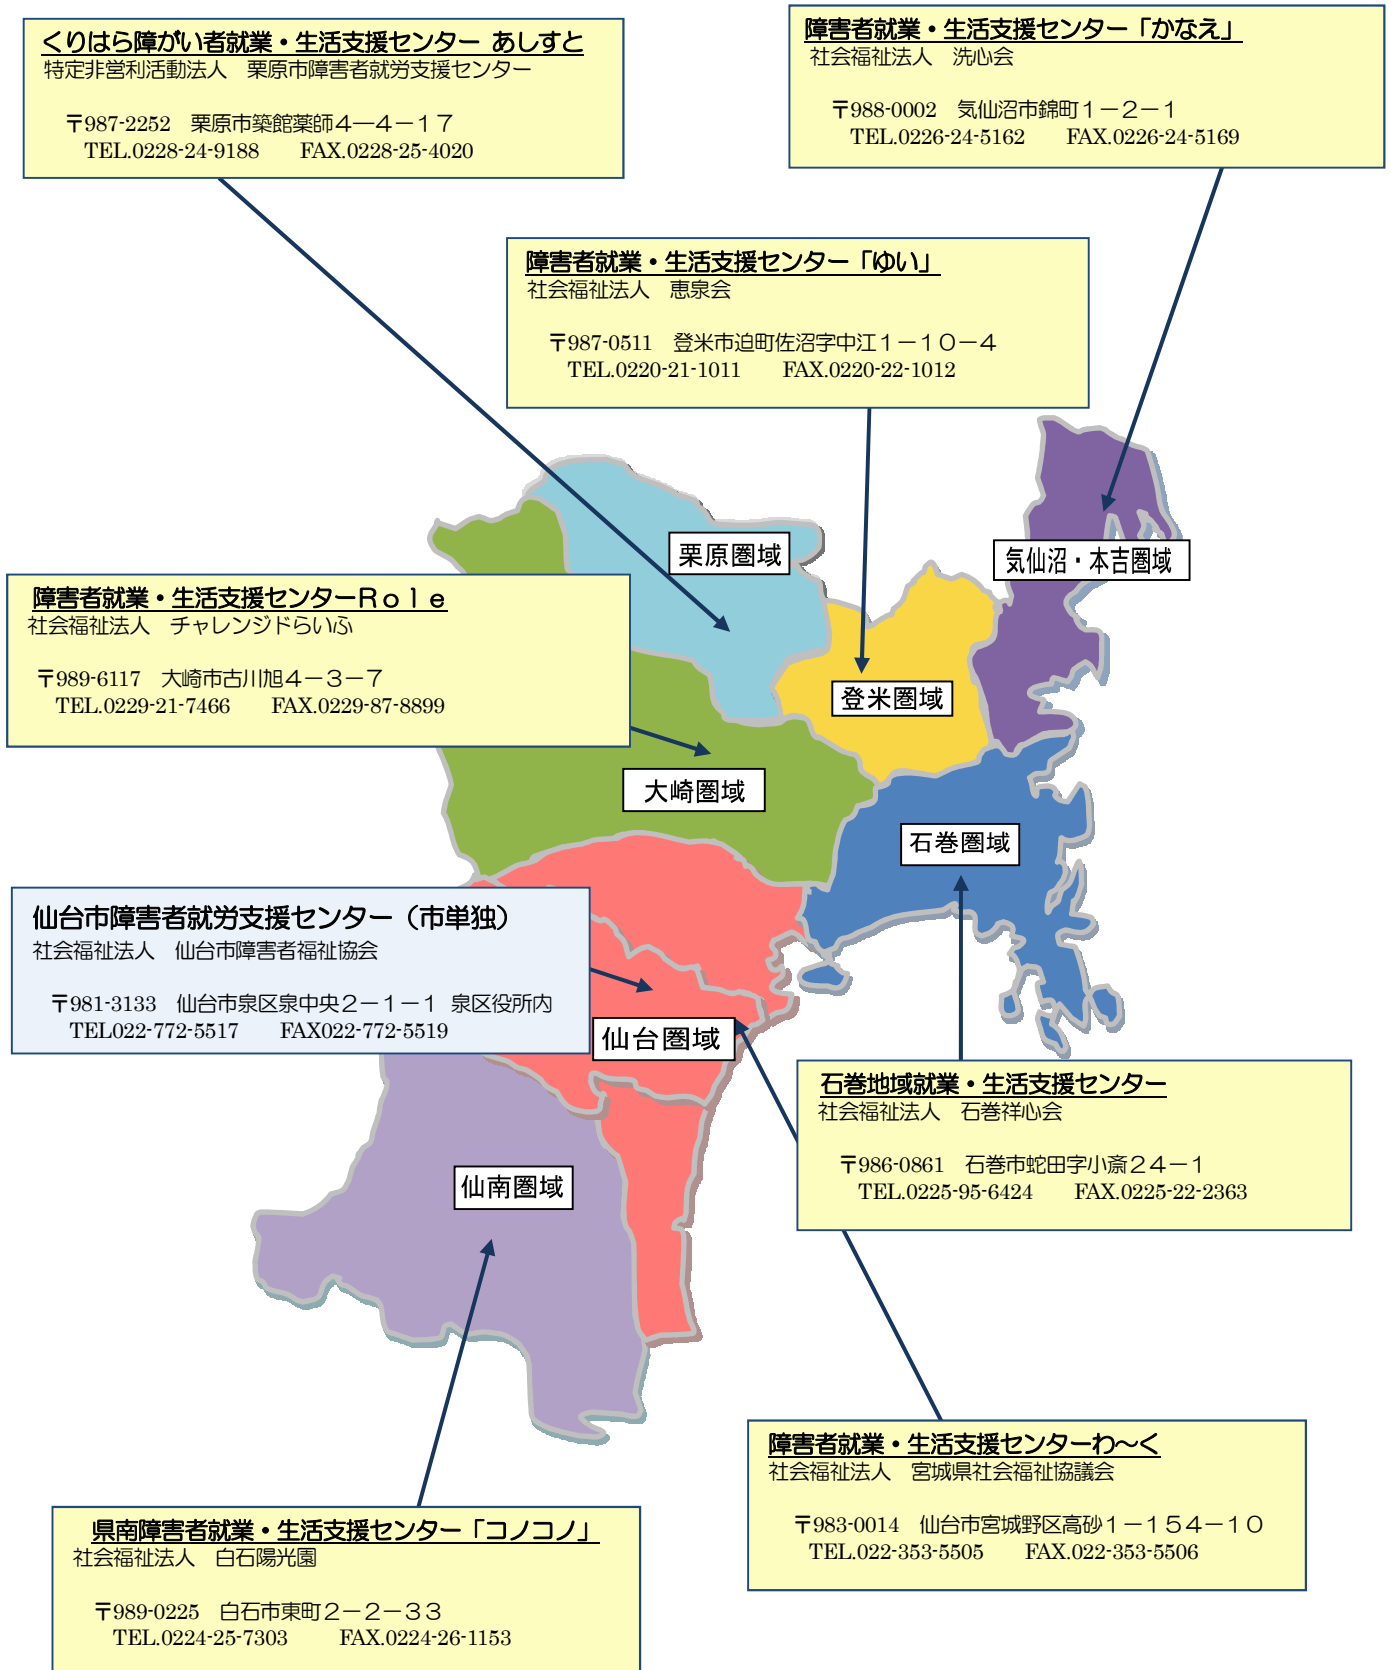 くりはら障がい者就業・生活支援センター あしすと
特定非営利活動法人　栗原市障害者就労支援センター
〒987-2252　栗原市築館薬師４―４－１７
TEL.0228-24-9188　　FAX.0228-25-4020
障害者就業・生活支援センター「かなえ」
社会福祉法人　洗心会
〒988-0002　気仙沼市錦町１－２－１
TEL.0226-24-5162　　FAX.0226-24-5169
障害者就業・生活支援センター「ゆい」
社会福祉法人　恵泉会
〒987-0511　登米市迫町佐沼字中江１－１０－４
TEL.0220-21-1011　　FAX.0220-22-1012
栗原圏域
気仙沼・本吉圏域
障害者就業・生活支援センターＲｏｌｅ
社会福祉法人　チャレンジドらいふ
〒989-6117　大崎市古川旭４－３－７
TEL.0229-21-7466　　FAX.0229-87-8899
登米圏域
大崎圏域
石巻圏域
仙台市障害者就労支援センター（市単独）
社会福祉法人　仙台市障害者福祉協会
〒981-3133　仙台市泉区泉中央２－１－１ 泉区役所内
TEL022-772-5517　　FAX022-772-5519
仙台圏域
石巻地域就業・生活支援センター
社会福祉法人　石巻祥心会
〒986-0861　石巻市蛇田字小斎２４－１
TEL.0225-95-6424　　FAX.0225-22-2363
仙南圏域
障害者就業・生活支援センターわ～く
社会福祉法人　宮城県社会福祉協議会
〒983-0014　仙台市宮城野区高砂１－１５４－１０
TEL.022-353-5505　　FAX.022-353-5506
県南障害者就業・生活支援センター「コノコノ」
社会福祉法人　白石陽光園
〒989-0225　白石市東町２－２－３３
TEL.0224-25-7303　　FAX.0224-26-1153